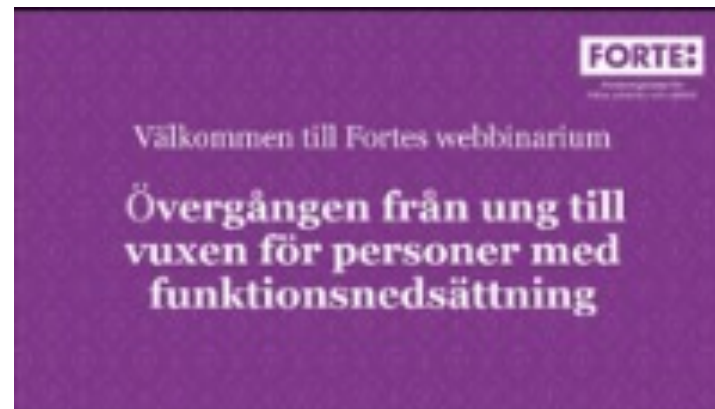 FORTE:
Välkommen till Fortes webbinarium
Övergången från ung till
vuxen för personer med
funktionsnedsättning